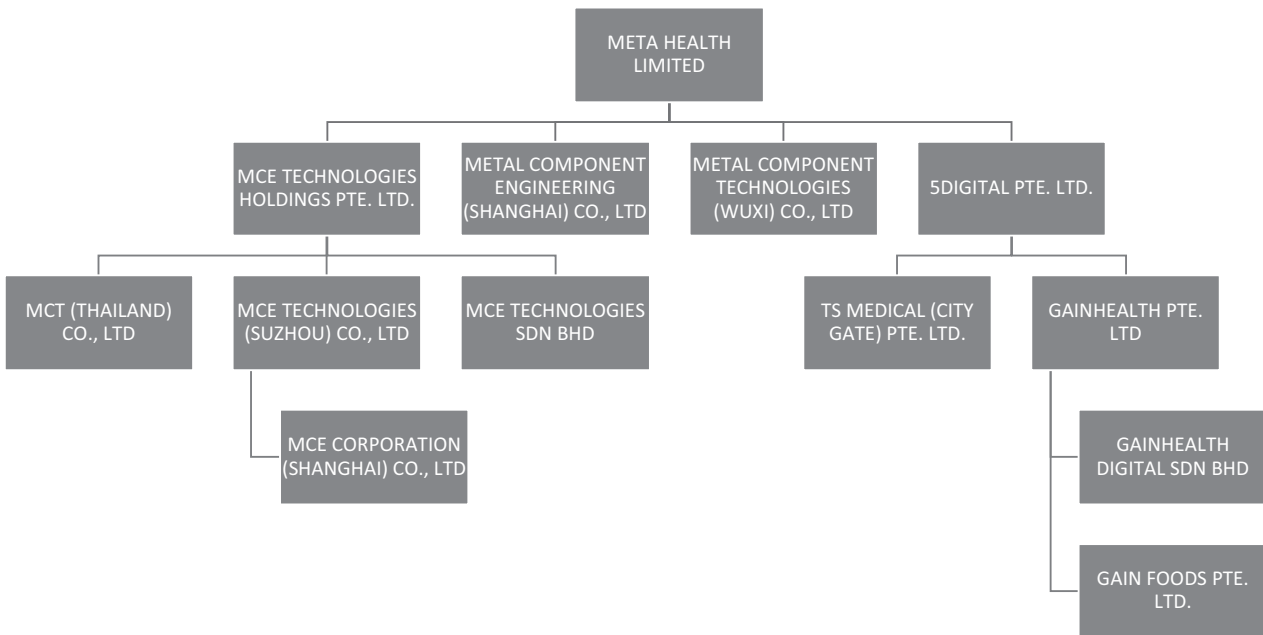 META HEALTH
LIMITED
MCE TECHNOLOGIES
HOLDINGS PTE. LTD.
METAL COMPONENT
ENGINEERING
(SHANGHAI) CO., LTD
METAL COMPONENT
TECHNOLOGIES
(WUXI) CO., LTD
5DIGITAL PTE. LTD.
MCT (THAILAND)
CO., LTD
MCE TECHNOLOGIES
(SUZHOU) CO., LTD
MCE TECHNOLOGIES
SDN BHD
TS MEDICAL (CITY
GATE) PTE. LTD.
GAINHEALTH PTE.
LTD
MCE CORPORATION
(SHANGHAI) CO., LTD
GAINHEALTH
DIGITAL SDN BHD
GAIN FOODS PTE.
LTD.